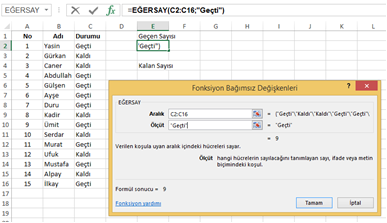 EĞERSAY
=EĞERSAY(C2:C16;"Geçti")
A B C D E F G H I J K
1 No Adı Durumu Geçen Sayısı
2 1 Yasin Geçti "Geçti")
3 2 Gürkan Kaldı
4 3 Caner Kaldı Kalan Sayısı
5 4 Abdullah Geçti
6 5 Gülşen Geçti
7 6 Ayşe Geçti
8 7 Duru Geçti
9 8 Yağız Kaldı
10 9 Ümit Geçti
11 10 Serdar Kaldı
12 11 Murat Geçti
13 12 Ufuk Kaldı
14 13 Mustafa Geçti
15 14 Alpay Kaldı
16 15 İlkay Geçti
17
18
Fonksiyon Bağımsız Değişkenleri
EĞERSAY
Aralık C2:C16 = {"Geçti"\"Kaldı"\"Kaldı"\"Geçti"\"Geçti"\
Ölçüt "Geçti" = "Geçti"
= 9
Verilen koşula uyan aralık içindeki hücreleri sayar.
Ölçüt hangi hücrelerin sayılacağını tanımlayan sayı, ifade veya metin biçimindeki koşul.
Formül sonucu = 9
Fonksiyon yardımı
Tamam
İptal